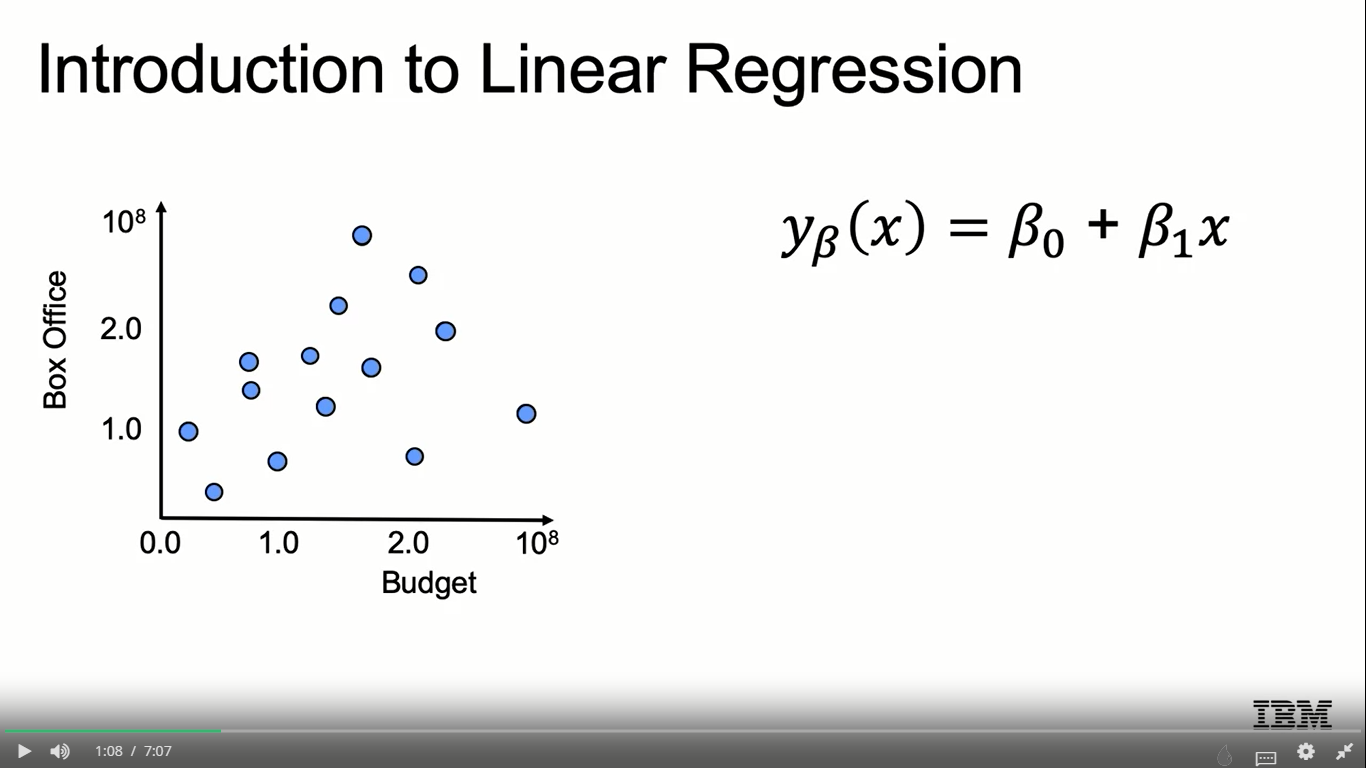 Introduction to Linear Regression
y_β(x) = β₀ + β₁x
10⁸
2.0
1.0
Box Office
0.0 1.0 2.0 10⁸
Budget
IBM
1:08 / 7:07